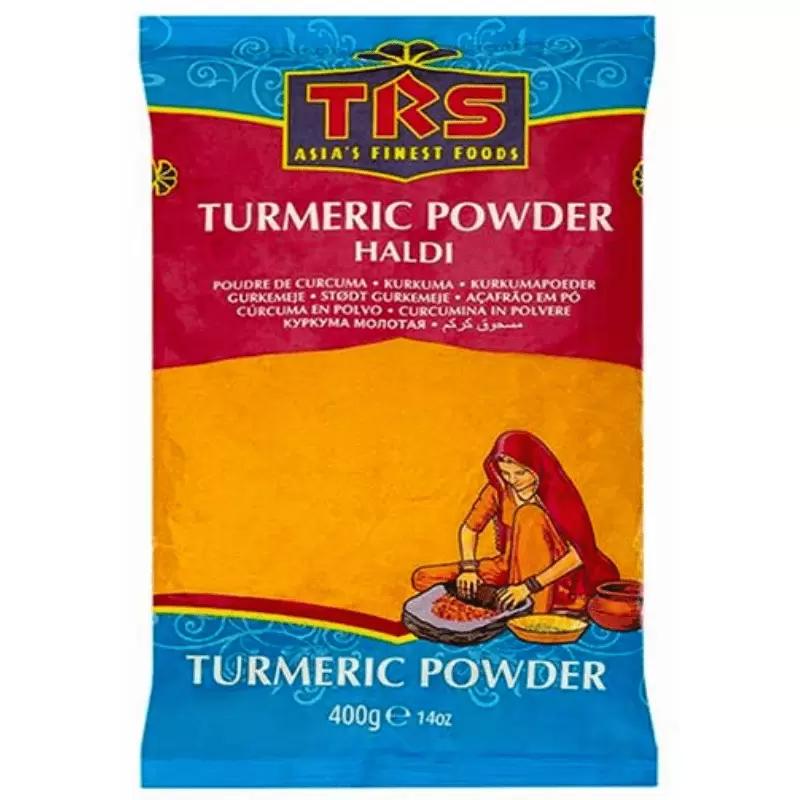 TRS
ASIA'S FINEST FOODS
TURMERIC POWDER
HALDI
POUDRE DE CURCUMA • KURKUMA • KURKUMAPOEDER
GURKEMEJE • STØDT GURKEMEJE • AÇAFRÃO EM PÓ
CÚRCUMA EN POLVO • CURCUMINA IN POLVERE
КУРКУМА МОЛОТАЯ • مسحوق كركم
TURMERIC POWDER
400g ℮ 14oz